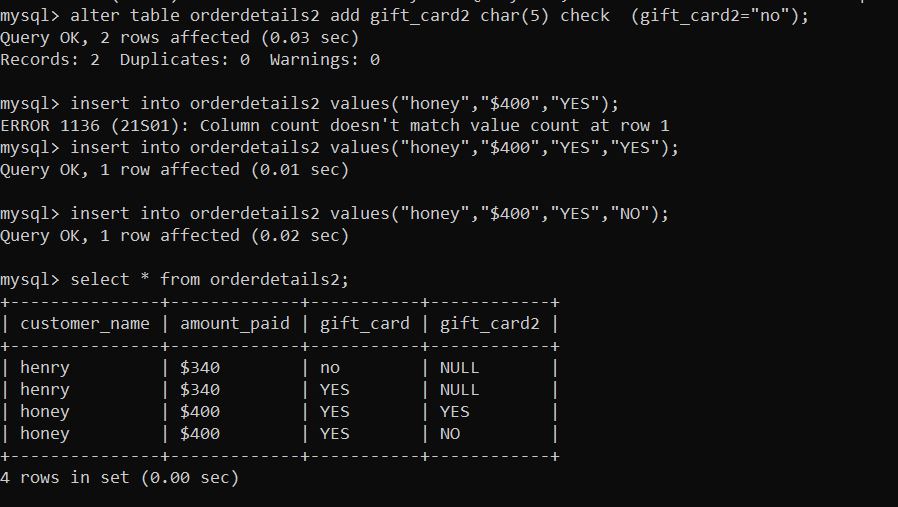 mysql> alter table orderdetails2 add gift_card2 char(5) check  (gift_card2="no");
Query OK, 2 rows affected (0.03 sec)
Records: 2  Duplicates: 0  Warnings: 0
mysql> insert into orderdetails2 values("honey","$400","YES");
ERROR 1136 (21S01): Column count doesn't match value count at row 1
mysql> insert into orderdetails2 values("honey","$400","YES","YES");
Query OK, 1 row affected (0.01 sec)
mysql> insert into orderdetails2 values("honey","$400","YES","NO");
Query OK, 1 row affected (0.02 sec)
mysql> select * from orderdetails2;
+---------------+-------------+-----------+------------+
| customer_name | amount_paid | gift_card | gift_card2 |
+---------------+-------------+-----------+------------+
| henry         | $340        | no        | NULL       |
| henry         | $340        | YES       | NULL       |
| honey         | $400        | YES       | YES        |
| honey         | $400        | YES       | NO         |
+---------------+-------------+-----------+------------+
4 rows in set (0.00 sec)